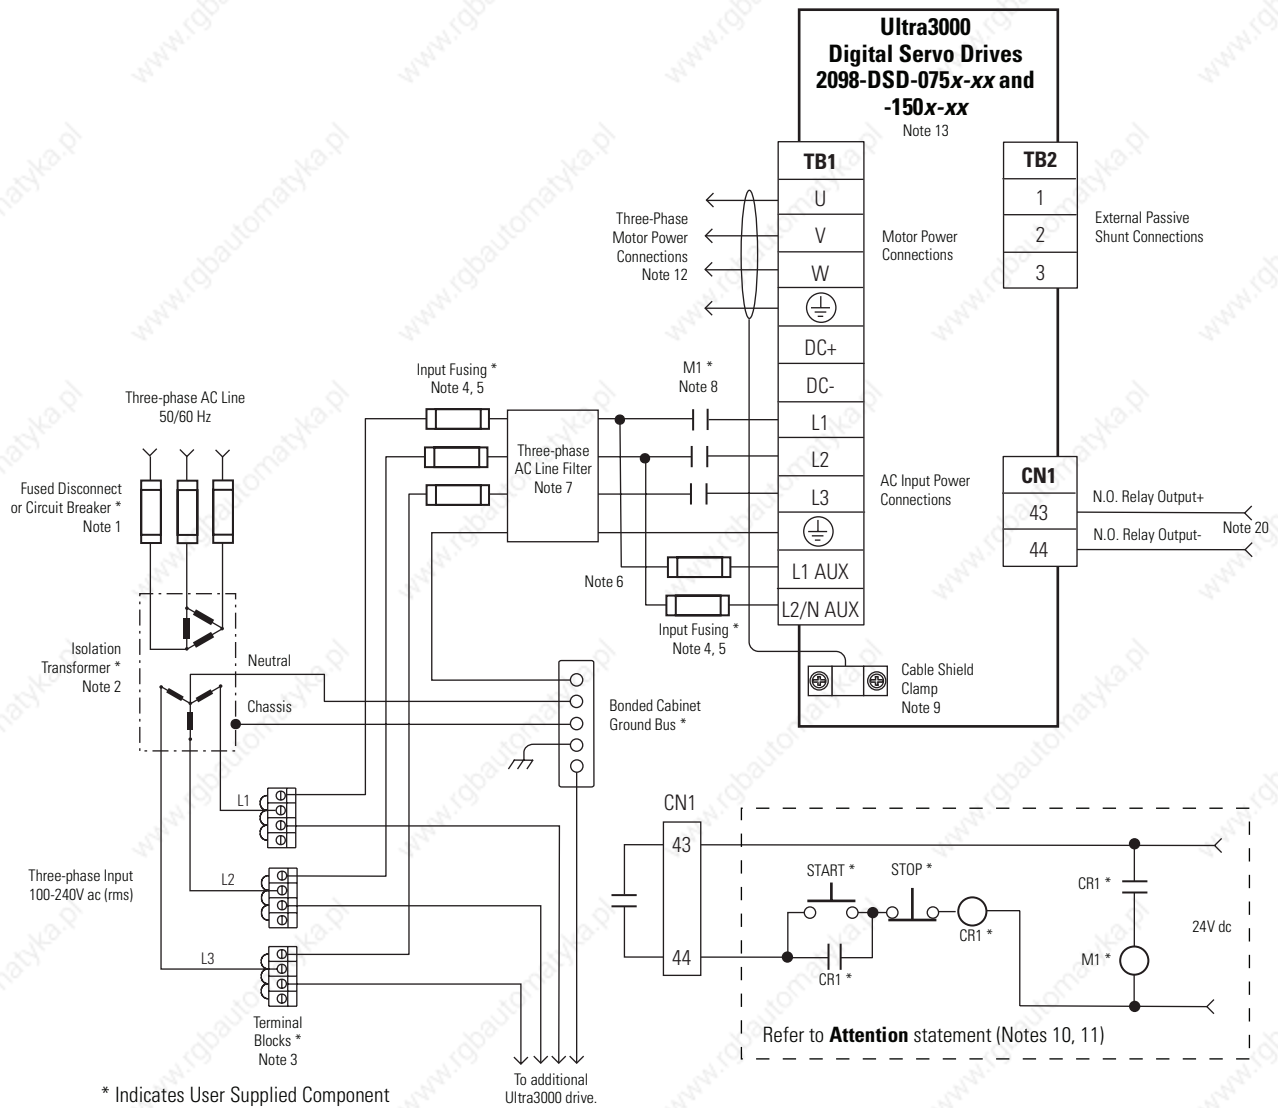 Ultra3000
Digital Servo Drives
2098-DSD-075x-xx and
-150x-xx
Note 13
TB1
U
V
W
DC+
DC-
L1
L2
L3
L1 AUX
L2/N AUX
TB2
1
2
3
External Passive
Shunt Connections
Three-Phase
Motor Power
Connections
Note 12
Motor Power
Connections
Input Fusing *
Note 4, 5
M1 *
Note 8
Three-phase AC Line
50/60 Hz
Three-phase
AC Line Filter
Note 7
AC Input Power
Connections
CN1
43
44
N.O. Relay Output+
N.O. Relay Output-
Note 20
Fused Disconnect
or Circuit Breaker *
Note 1
Note 6
Input Fusing *
Note 4, 5
Isolation
Transformer *
Note 2
Neutral
Chassis
Bonded Cabinet
Ground Bus *
Cable Shield
Clamp
Note 9
L1
L2
L3
Three-phase Input
100-240V ac (rms)
Terminal
Blocks *
Note 3
To additional
Ultra3000 drive.
CN1
43
44
START *
STOP *
CR1 *
CR1 *
CR1 *
M1 *
24V dc
Refer to Attention statement (Notes 10, 11)
* Indicates User Supplied Component
www.rgbautomatyka.pl